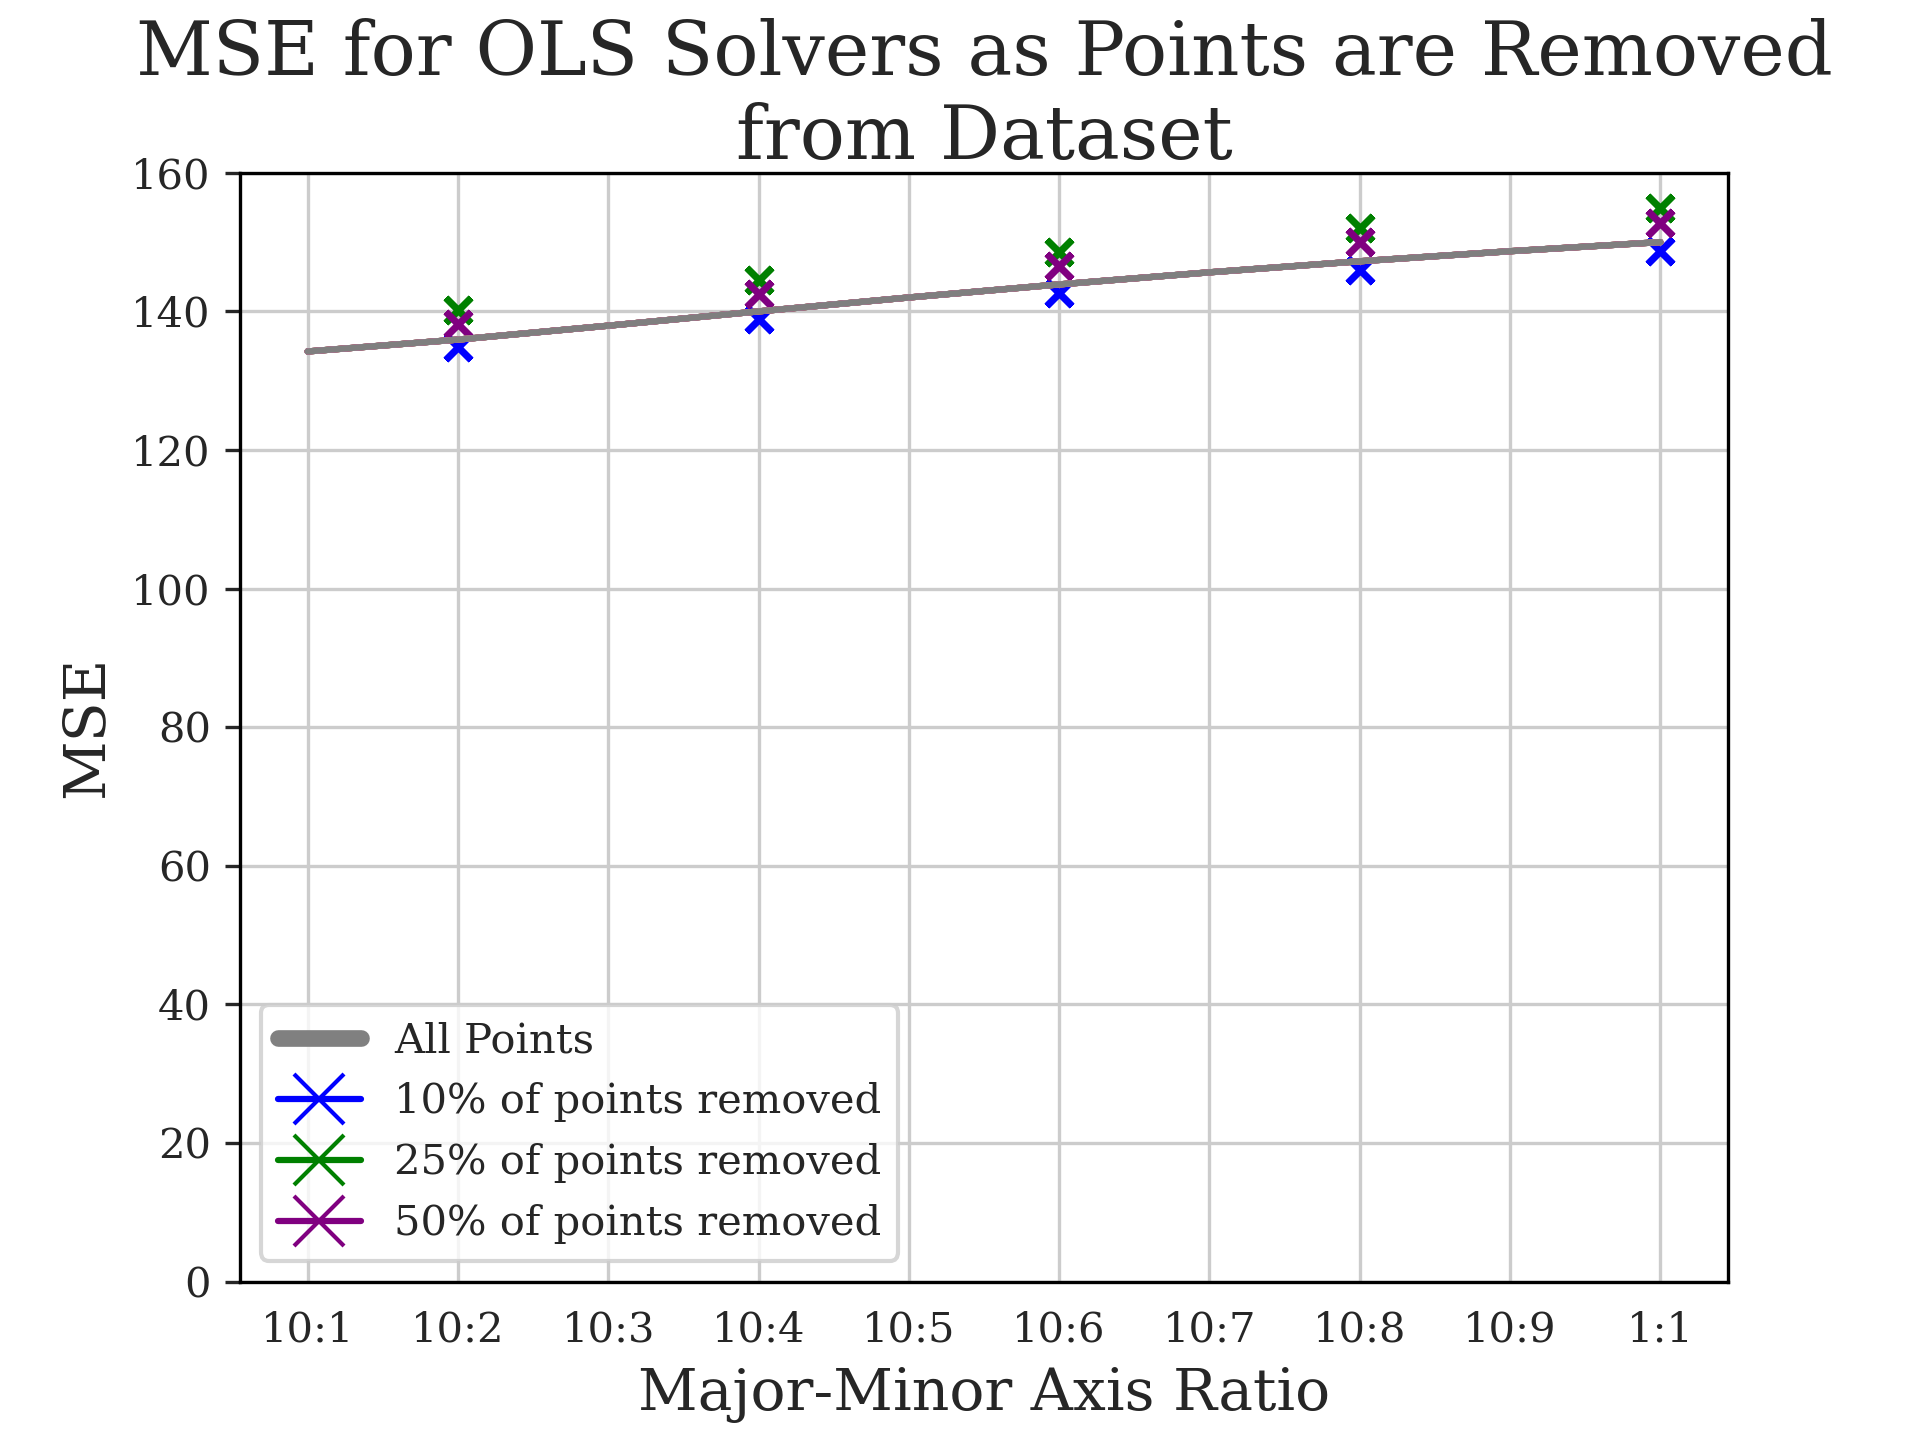 MSE for OLS Solvers as Points are Removed
from Dataset
160
140
120
100
80
60
40
20
0
MSE
All Points
10% of points removed
25% of points removed
50% of points removed
10:1 10:2 10:3 10:4 10:5 10:6 10:7 10:8 10:9 1:1
Major-Minor Axis Ratio